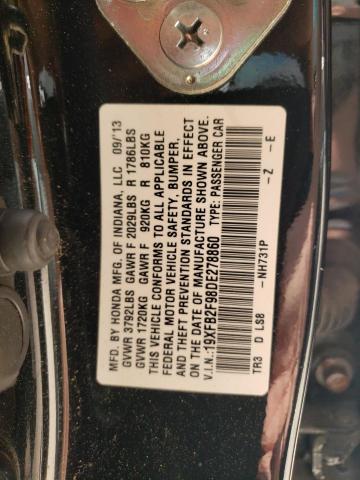 MFD. BY HONDA MFG. OF INDIANA, LLC 09/13
GVWR 3792LBS GAWR F 2029LBS R 1786LBS
GVWR 1720KG GAWR F 920KG R 810KG
THIS VEHICLE CONFORMS TO ALL APPLICABLE
FEDERAL MOTOR VEHICLE SAFETY, BUMPER,
AND THEFT PREVENTION STANDARDS IN EFFECT
ON THE DATE OF MANUFACTURE SHOWN ABOVE.
V.I.N.:19XFB2F98DE278860 TYPE: PASSENGER CAR
TR3 D LS8 - NH731P - Z - E